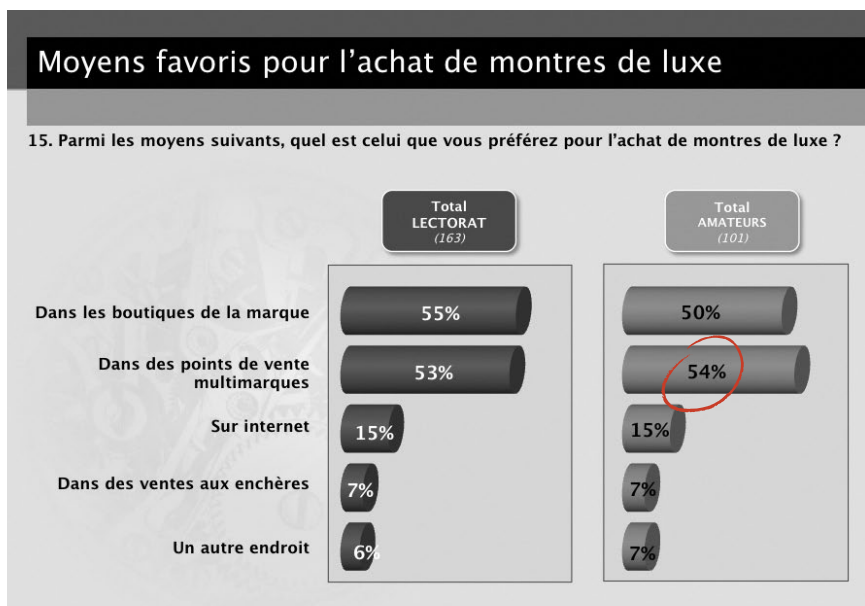 Moyens favoris pour l'achat de montres de luxe
15. Parmi les moyens suivants, quel est celui que vous préférez pour l'achat de montres de luxe ?
Total
LECTORAT
(163)
Total
AMATEURS
(101)
Dans les boutiques de la marque
55%
50%
Dans des points de vente
multimarques
53%
54%
Sur internet
15%
15%
Dans des ventes aux enchères
7%
7%
Un autre endroit
6%
7%